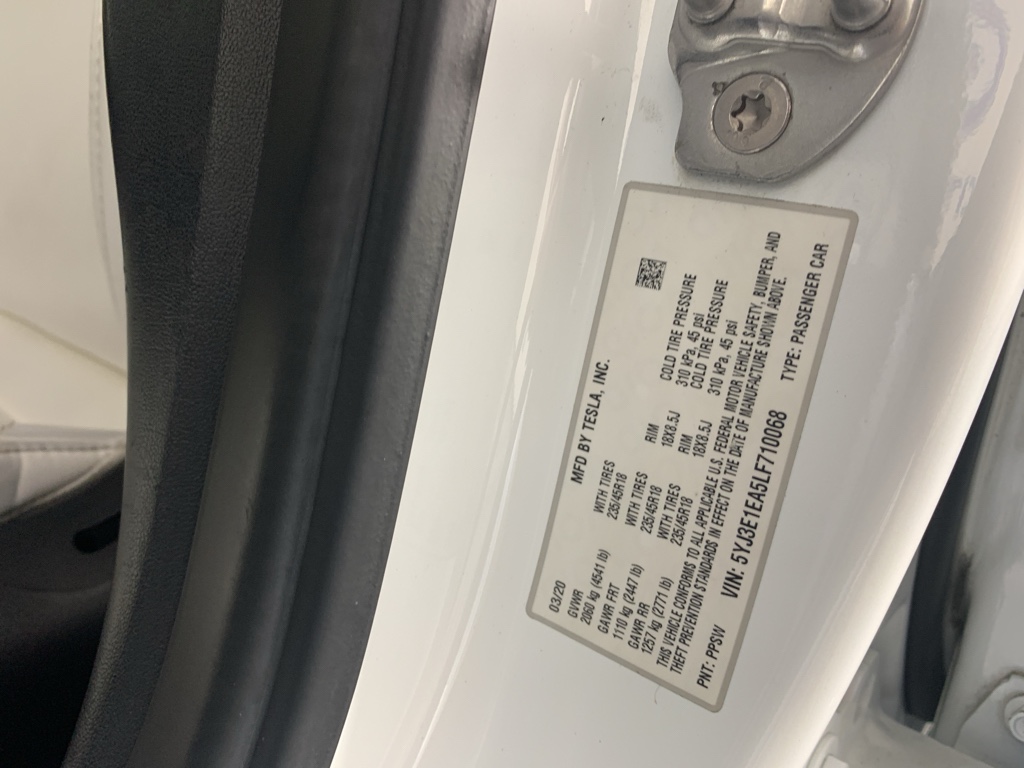 MFD BY TESLA, INC.
03/20
GVWR WITH TIRES RIM COLD TIRE PRESSURE
2060 kg (4541 lb) 235/45R18 18X8.5J 310 kPa, 45 psi
GAWR FRT WITH TIRES RIM COLD TIRE PRESSURE
1110 kg (2447 lb) 235/45R18 18X8.5J 310 kPa, 45 psi
GAWR RR WITH TIRES
1257 kg (2771 lb) 235/45R18
THIS VEHICLE CONFORMS TO ALL APPLICABLE U.S. FEDERAL MOTOR VEHICLE SAFETY, BUMPER, AND
THEFT PREVENTION STANDARDS IN EFFECT ON THE DATE OF MANUFACTURE SHOWN ABOVE.
PNT: PPSW VIN: 5YJ3E1EA5LF710068 TYPE: PASSENGER CAR